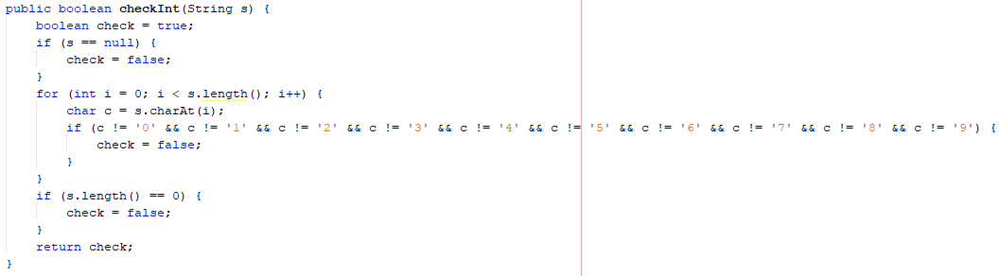 public boolean checkInt(String s) {
    boolean check = true;
    if (s == null) {
        check = false;
    }
    for (int i = 0; i < s.length(); i++) {
        char c = s.charAt(i);
        if (c != '0' && c != '1' && c != '2' && c != '3' && c != '4' && c != '5' && c != '6' && c != '7' && c != '8' && c != '9') {
            check = false;
        }
    }
    if (s.length() == 0) {
        check = false;
    }
    return check;
}